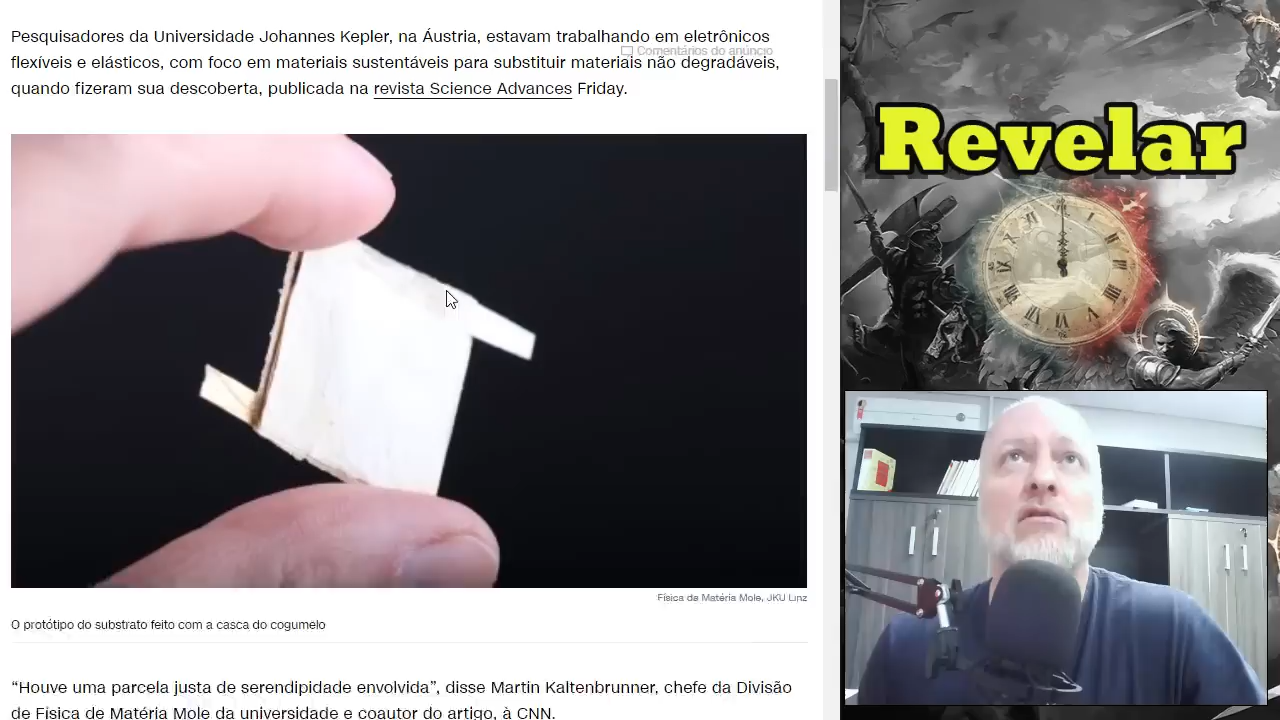 Pesquisadores da Universidade Johannes Kepler, na Áustria, estavam trabalhando em eletrônicos
Comentários do anúncio
flexíveis e elásticos, com foco em materiais sustentáveis para substituir materiais não degradáveis,
quando fizeram sua descoberta, publicada na revista Science Advances Friday.
Física da Matéria Mole, JKU Linz
O protótipo do substrato feito com a casca do cogumelo
“Houve uma parcela justa de serendipidade envolvida”, disse Martin Kaltenbrunner, chefe da Divisão
de Física de Matéria Mole da universidade e coautor do artigo, à CNN.
Revelar